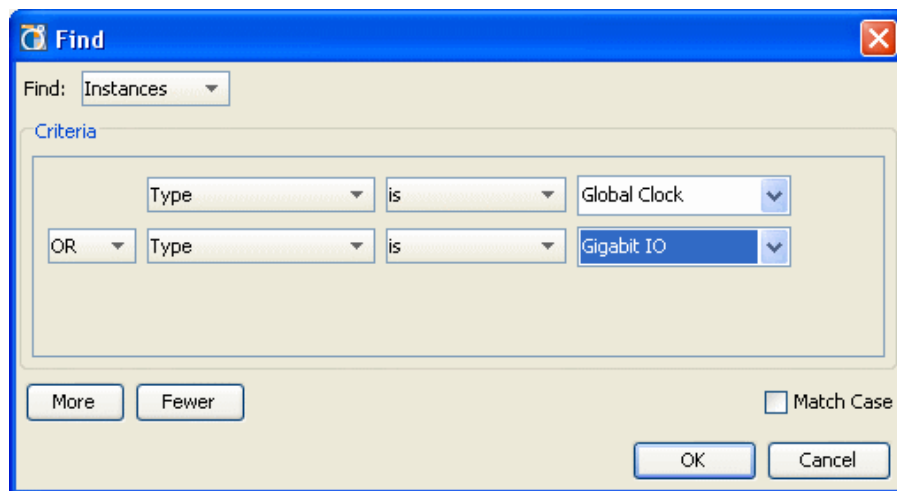 Find
Find: Instances
Criteria
Type is Global Clock
OR Type is Gigabit IO
More Fewer Match Case
OK Cancel